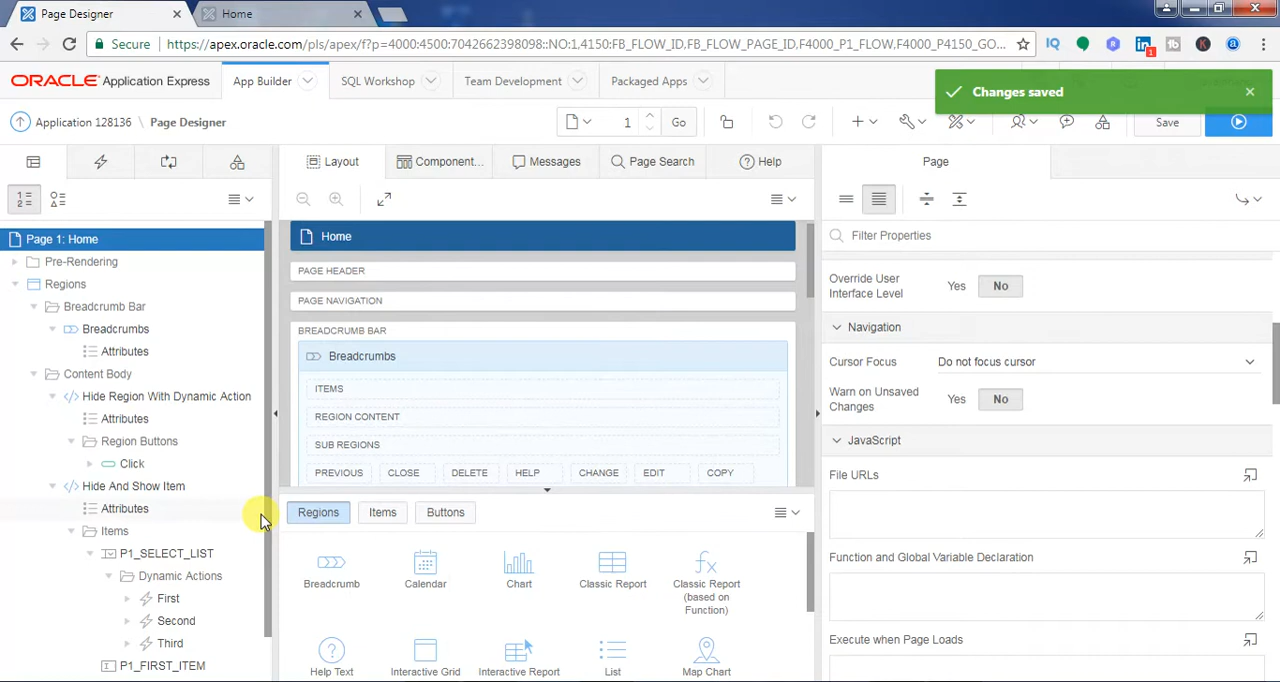 Page Designer
Home
Secure
https://apex.oracle.com/pls/apex/f?p=4000:4500:7042662398098::NO:1,4150:FB_FLOW_ID,FB_FLOW_PAGE_ID,F4000_P1_FLOW,F4000_P4150_GO...
IQ
1
K
a
ORACLE Application Express
App Builder
SQL Workshop
Team Development
Packaged Apps
Changes saved
Application 128136
Page Designer
1
Go
Save
Layout
Component...
Messages
Page Search
Help
Page
Filter Properties
Page 1: Home
Pre-Rendering
Regions
Breadcrumb Bar
Breadcrumbs
Attributes
Content Body
Hide Region With Dynamic Action
Attributes
Region Buttons
Click
Hide And Show Item
Attributes
Items
P1_SELECT_LIST
Dynamic Actions
First
Second
Third
P1_FIRST_ITEM
Home
PAGE HEADER
PAGE NAVIGATION
BREADCRUMB BAR
Breadcrumbs
ITEMS
REGION CONTENT
SUB REGIONS
PREVIOUS
CLOSE
DELETE
HELP
CHANGE
EDIT
COPY
Regions
Items
Buttons
Breadcrumb
Calendar
Chart
Classic Report
Classic Report
(based on
Function)
Help Text
Interactive Grid
Interactive Report
List
Map Chart
Override User
Interface Level
Yes
No
Navigation
Cursor Focus
Do not focus cursor
Warn on Unsaved
Changes
Yes
No
JavaScript
File URLs
Function and Global Variable Declaration
Execute when Page Loads